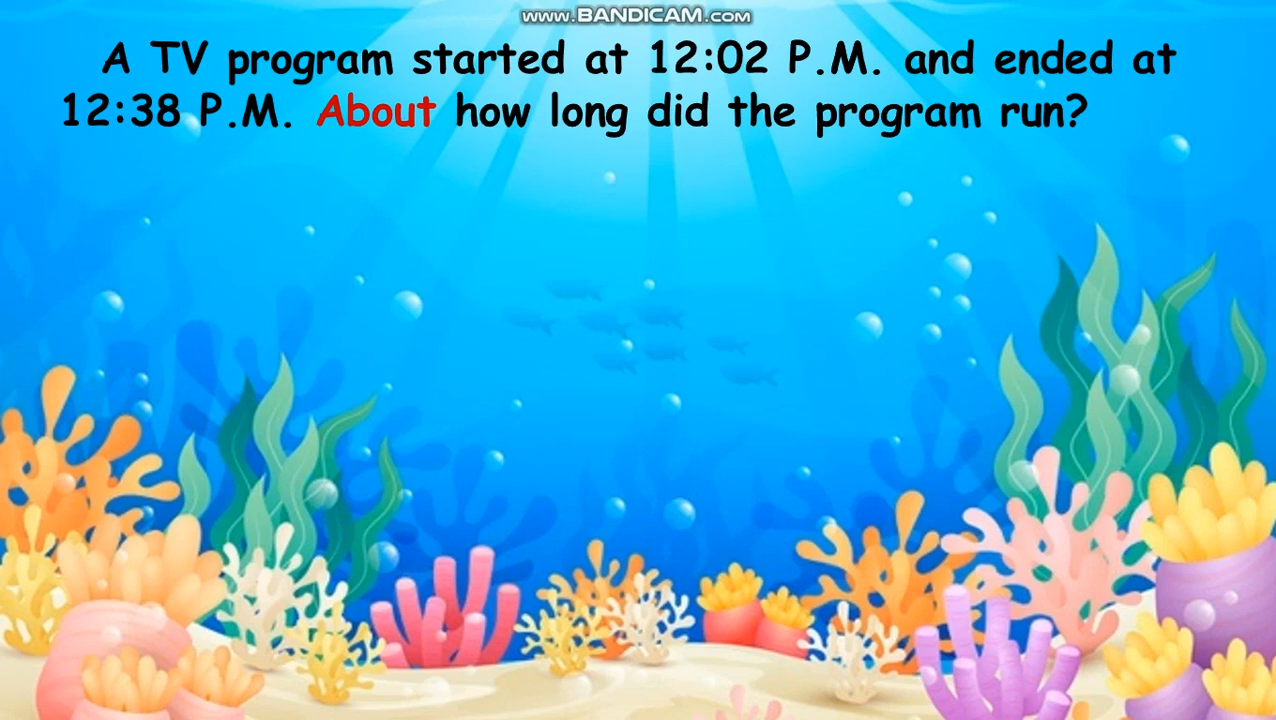 www.BANDICAM.com
A TV program started at 12:02 P.M. and ended at
12:38 P.M. About how long did the program run?